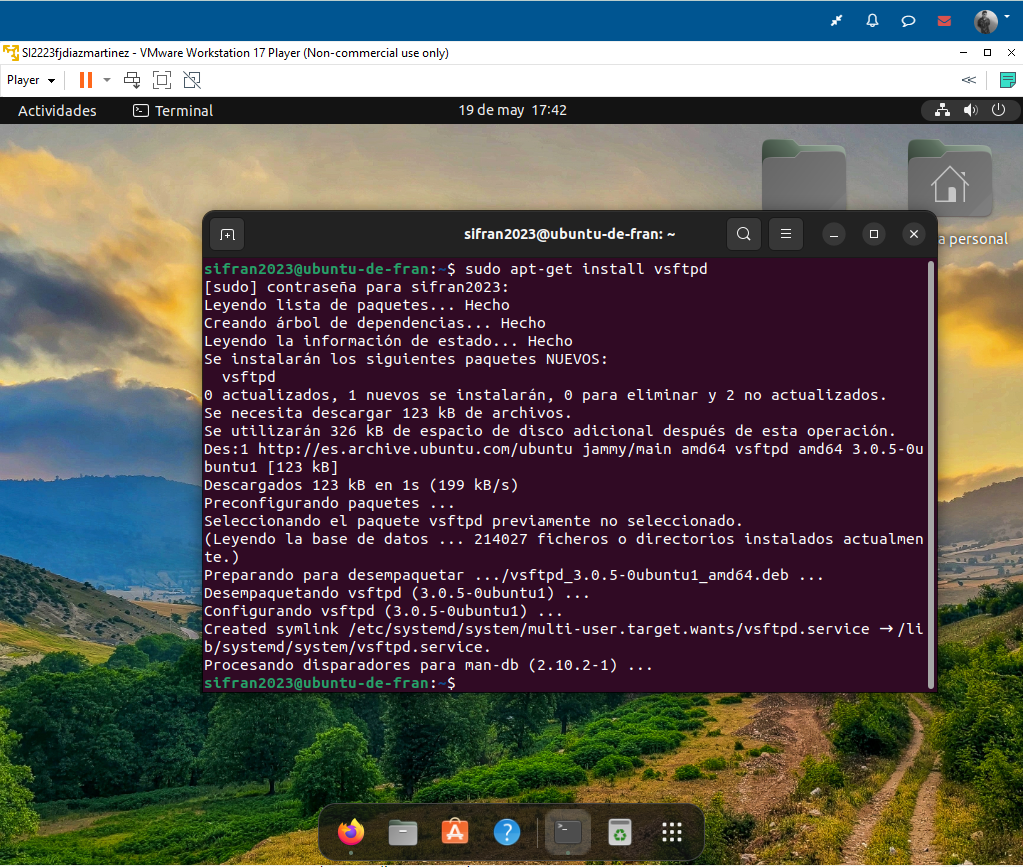 SI2223fjdiazmartinez - VMware Workstation 17 Player (Non-commercial use only)
Player
Actividades
Terminal
19 de may 17:42
a personal
sifran2023@ubuntu-de-fran: ~
sifran2023@ubuntu-de-fran:~$ sudo apt-get install vsftpd
[sudo] contraseña para sifran2023:
Leyendo lista de paquetes... Hecho
Creando árbol de dependencias... Hecho
Leyendo la información de estado... Hecho
Se instalarán los siguientes paquetes NUEVOS:
  vsftpd
0 actualizados, 1 nuevos se instalarán, 0 para eliminar y 2 no actualizados.
Se necesita descargar 123 kB de archivos.
Se utilizarán 326 kB de espacio de disco adicional después de esta operación.
Des:1 http://es.archive.ubuntu.com/ubuntu jammy/main amd64 vsftpd amd64 3.0.5-0u
buntu1 [123 kB]
Descargados 123 kB en 1s (199 kB/s)
Preconfigurando paquetes ...
Seleccionando el paquete vsftpd previamente no seleccionado.
(Leyendo la base de datos ... 214027 ficheros o directorios instalados actualmen
te.)
Preparando para desempaquetar .../vsftpd_3.0.5-0ubuntu1_amd64.deb ...
Desempaquetando vsftpd (3.0.5-0ubuntu1) ...
Configurando vsftpd (3.0.5-0ubuntu1) ...
Created symlink /etc/systemd/system/multi-user.target.wants/vsftpd.service → /li
b/systemd/system/vsftpd.service.
Procesando disparadores para man-db (2.10.2-1) ...
sifran2023@ubuntu-de-fran:~$